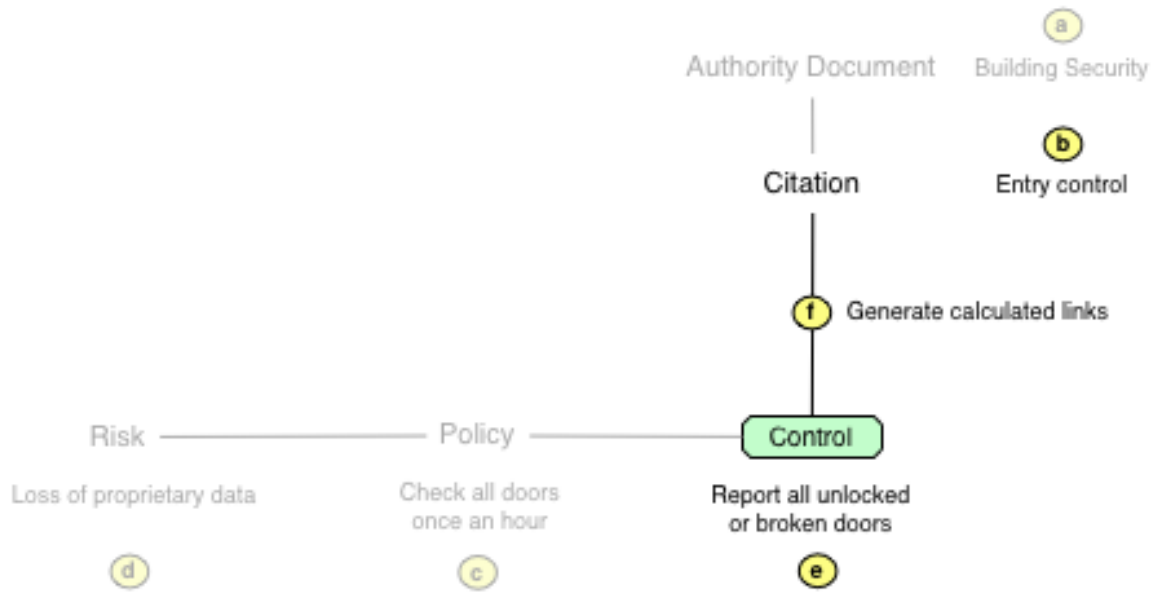 a
Authority Document
Building Security
b
Citation
Entry control
f
Generate calculated links
Risk
Policy
Control
Loss of proprietary data
Check all doors
once an hour
Report all unlocked
or broken doors
d
c
e